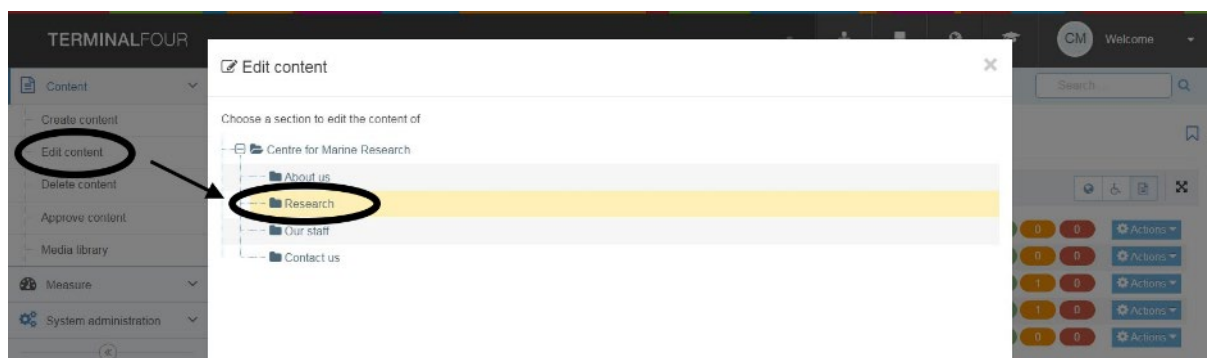 TERMINALFOUR
CM Welcome
Edit content ×
Content
Search...
Choose a section to edit the content of
Create content
Centre for Marine Research
Edit content
About us
Delete content
Research
Approve content
Our staff
0 0 Actions
Media library
Contact us
0 0 Actions
Measure
1 0 Actions
System administration
1 0 Actions
0 0 Actions